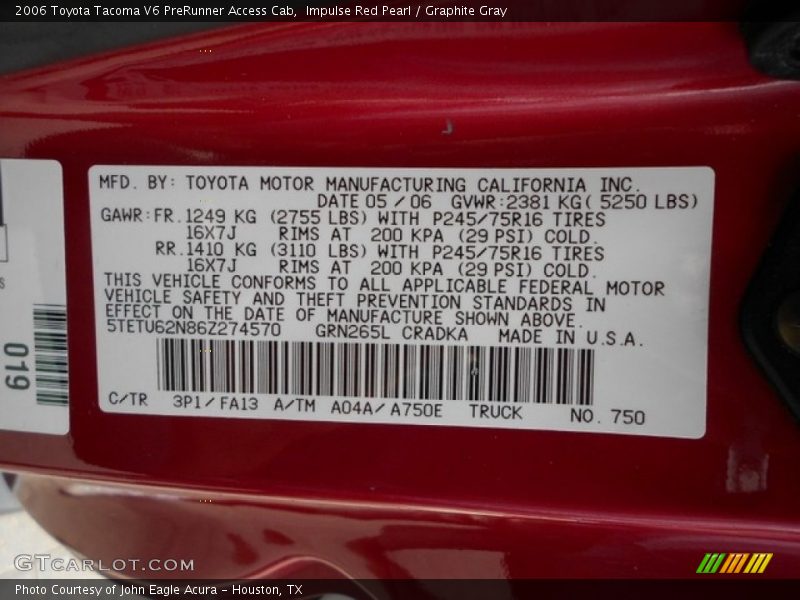 2006 Toyota Tacoma V6 PreRunner Access Cab, Impulse Red Pearl / Graphite Gray
MFD. BY: TOYOTA MOTOR MANUFACTURING CALIFORNIA INC.
DATE 05 / 06 GVWR:2381 KG( 5250 LBS)
GAWR:FR.1249 KG (2755 LBS) WITH P245/75R16 TIRES
16X7J RIMS AT 200 KPA (29 PSI) COLD.
RR.1410 KG (3110 LBS) WITH P245/75R16 TIRES
16X7J RIMS AT 200 KPA (29 PSI) COLD.
THIS VEHICLE CONFORMS TO ALL APPLICABLE FEDERAL MOTOR
VEHICLE SAFETY AND THEFT PREVENTION STANDARDS IN
EFFECT ON THE DATE OF MANUFACTURE SHOWN ABOVE.
5TETU62N86Z274570 GRN265L CRADKA MADE IN U.S.A.
C/TR 3P1/FA13 A/TM A04A/A750E TRUCK NO. 750
019
S
GTCARLOT.COM
Photo Courtesy of John Eagle Acura - Houston, TX